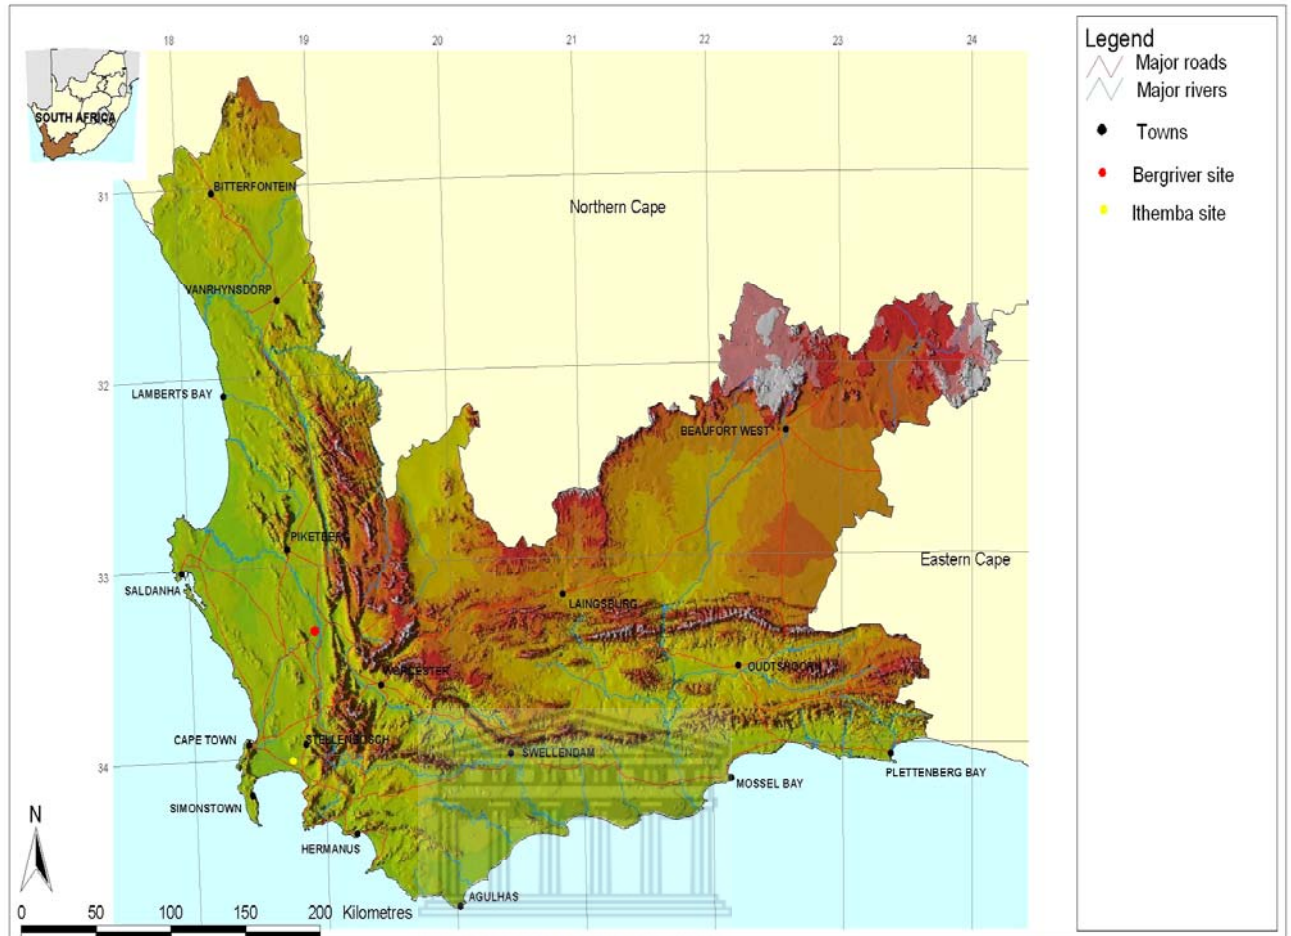 18 19 20 21 22 23 24
SOUTH AFRICA
31
32
33
34
BITTERFONTEIN
Northern Cape
VANRHYNSDORP
LAMBERTS BAY
BEAUFORT WEST
PIKETBERG
Eastern Cape
SALDANHA
LAINGSBURG
WORCESTER
OUDTSHOORN
CAPE TOWN
STELLENBOSCH
SWELLENDAM
PLETTENBERG BAY
MOSSEL BAY
SIMONSTOWN
HERMANUS
AGULHAS
N
0 50 100 150 200 Kilometres
Legend
Major roads
Major rivers
Towns
Bergriver site
Ithemba site